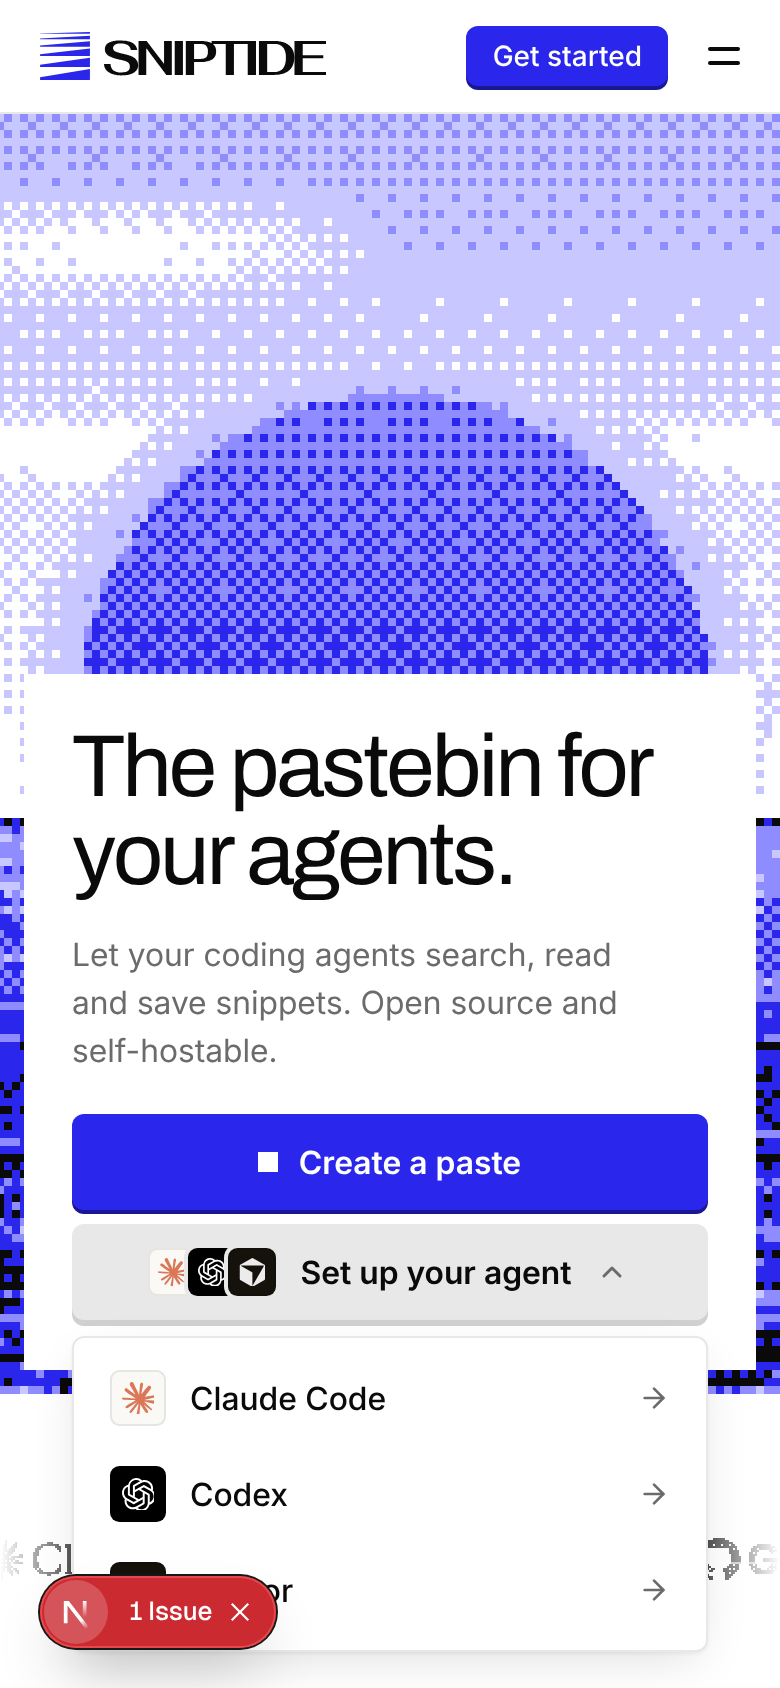 SNIPTIDE
Get started
The pastebin for
your agents.
Let your coding agents search, read
and save snippets. Open source and
self-hostable.
Create a paste
Set up your agent
Claude Code
Codex
1 Issue